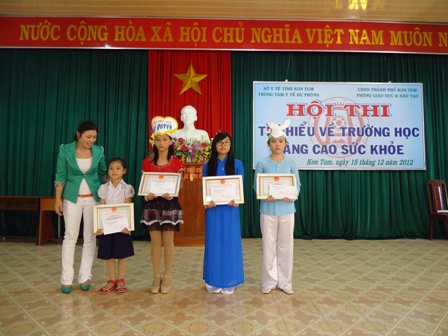 NƯỚC CỘNG HÒA XÃ HỘI CHỦ NGHĨA VIỆT NAM MUÔN N
SỞ Y TẾ TỈNH KON TUM
TRUNG TÂM Y TẾ DỰ PHÒNG
UBND THÀNH PHỐ KON TUM
PHÒNG GIÁO DỤC & ĐÀO TẠO
HỘI THI
HIỂU VỀ TRƯỜNG HỌC
NÂNG CAO SỨC KHỎE
Kon Tum, ngày 15 tháng 12 năm 2012